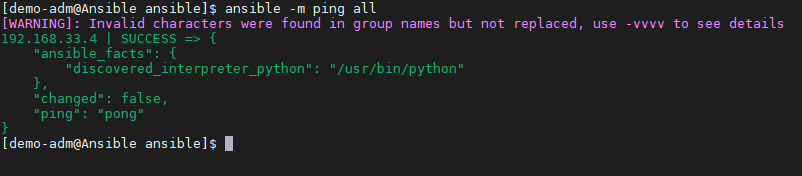 [demo-adm@Ansible ansible]$ ansible -m ping all
[WARNING]: Invalid characters were found in group names but not replaced, use -vvvv to see details
192.168.33.4 | SUCCESS => {
    "ansible_facts": {
        "discovered_interpreter_python": "/usr/bin/python"
    },
    "changed": false,
    "ping": "pong"
}
[demo-adm@Ansible ansible]$